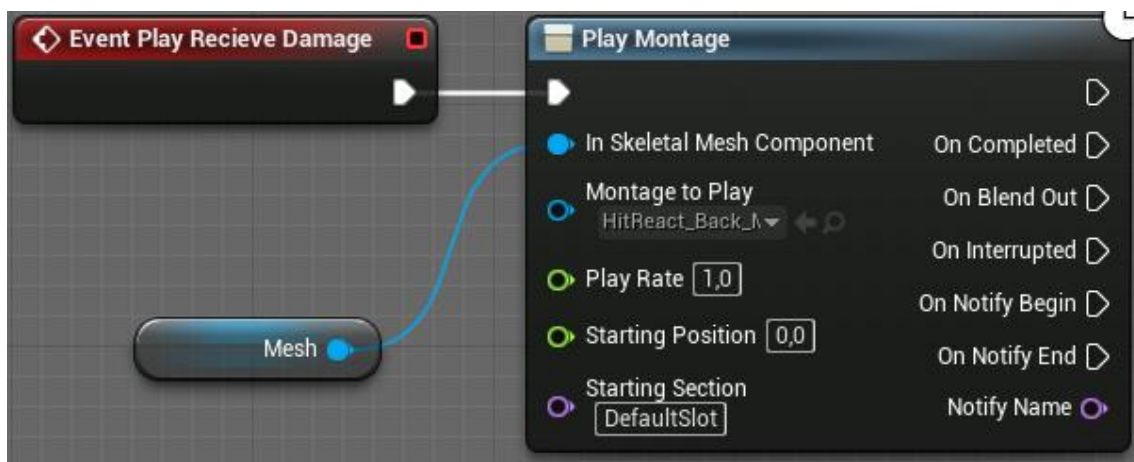 Event Play Recieve Damage
Play Montage
In Skeletal Mesh Component
On Completed
Montage to Play
HitReact_Back_
On Blend Out
On Interrupted
Play Rate 1,0
On Notify Begin
Starting Position 0,0
On Notify End
Starting Section
DefaultSlot
Notify Name
Mesh